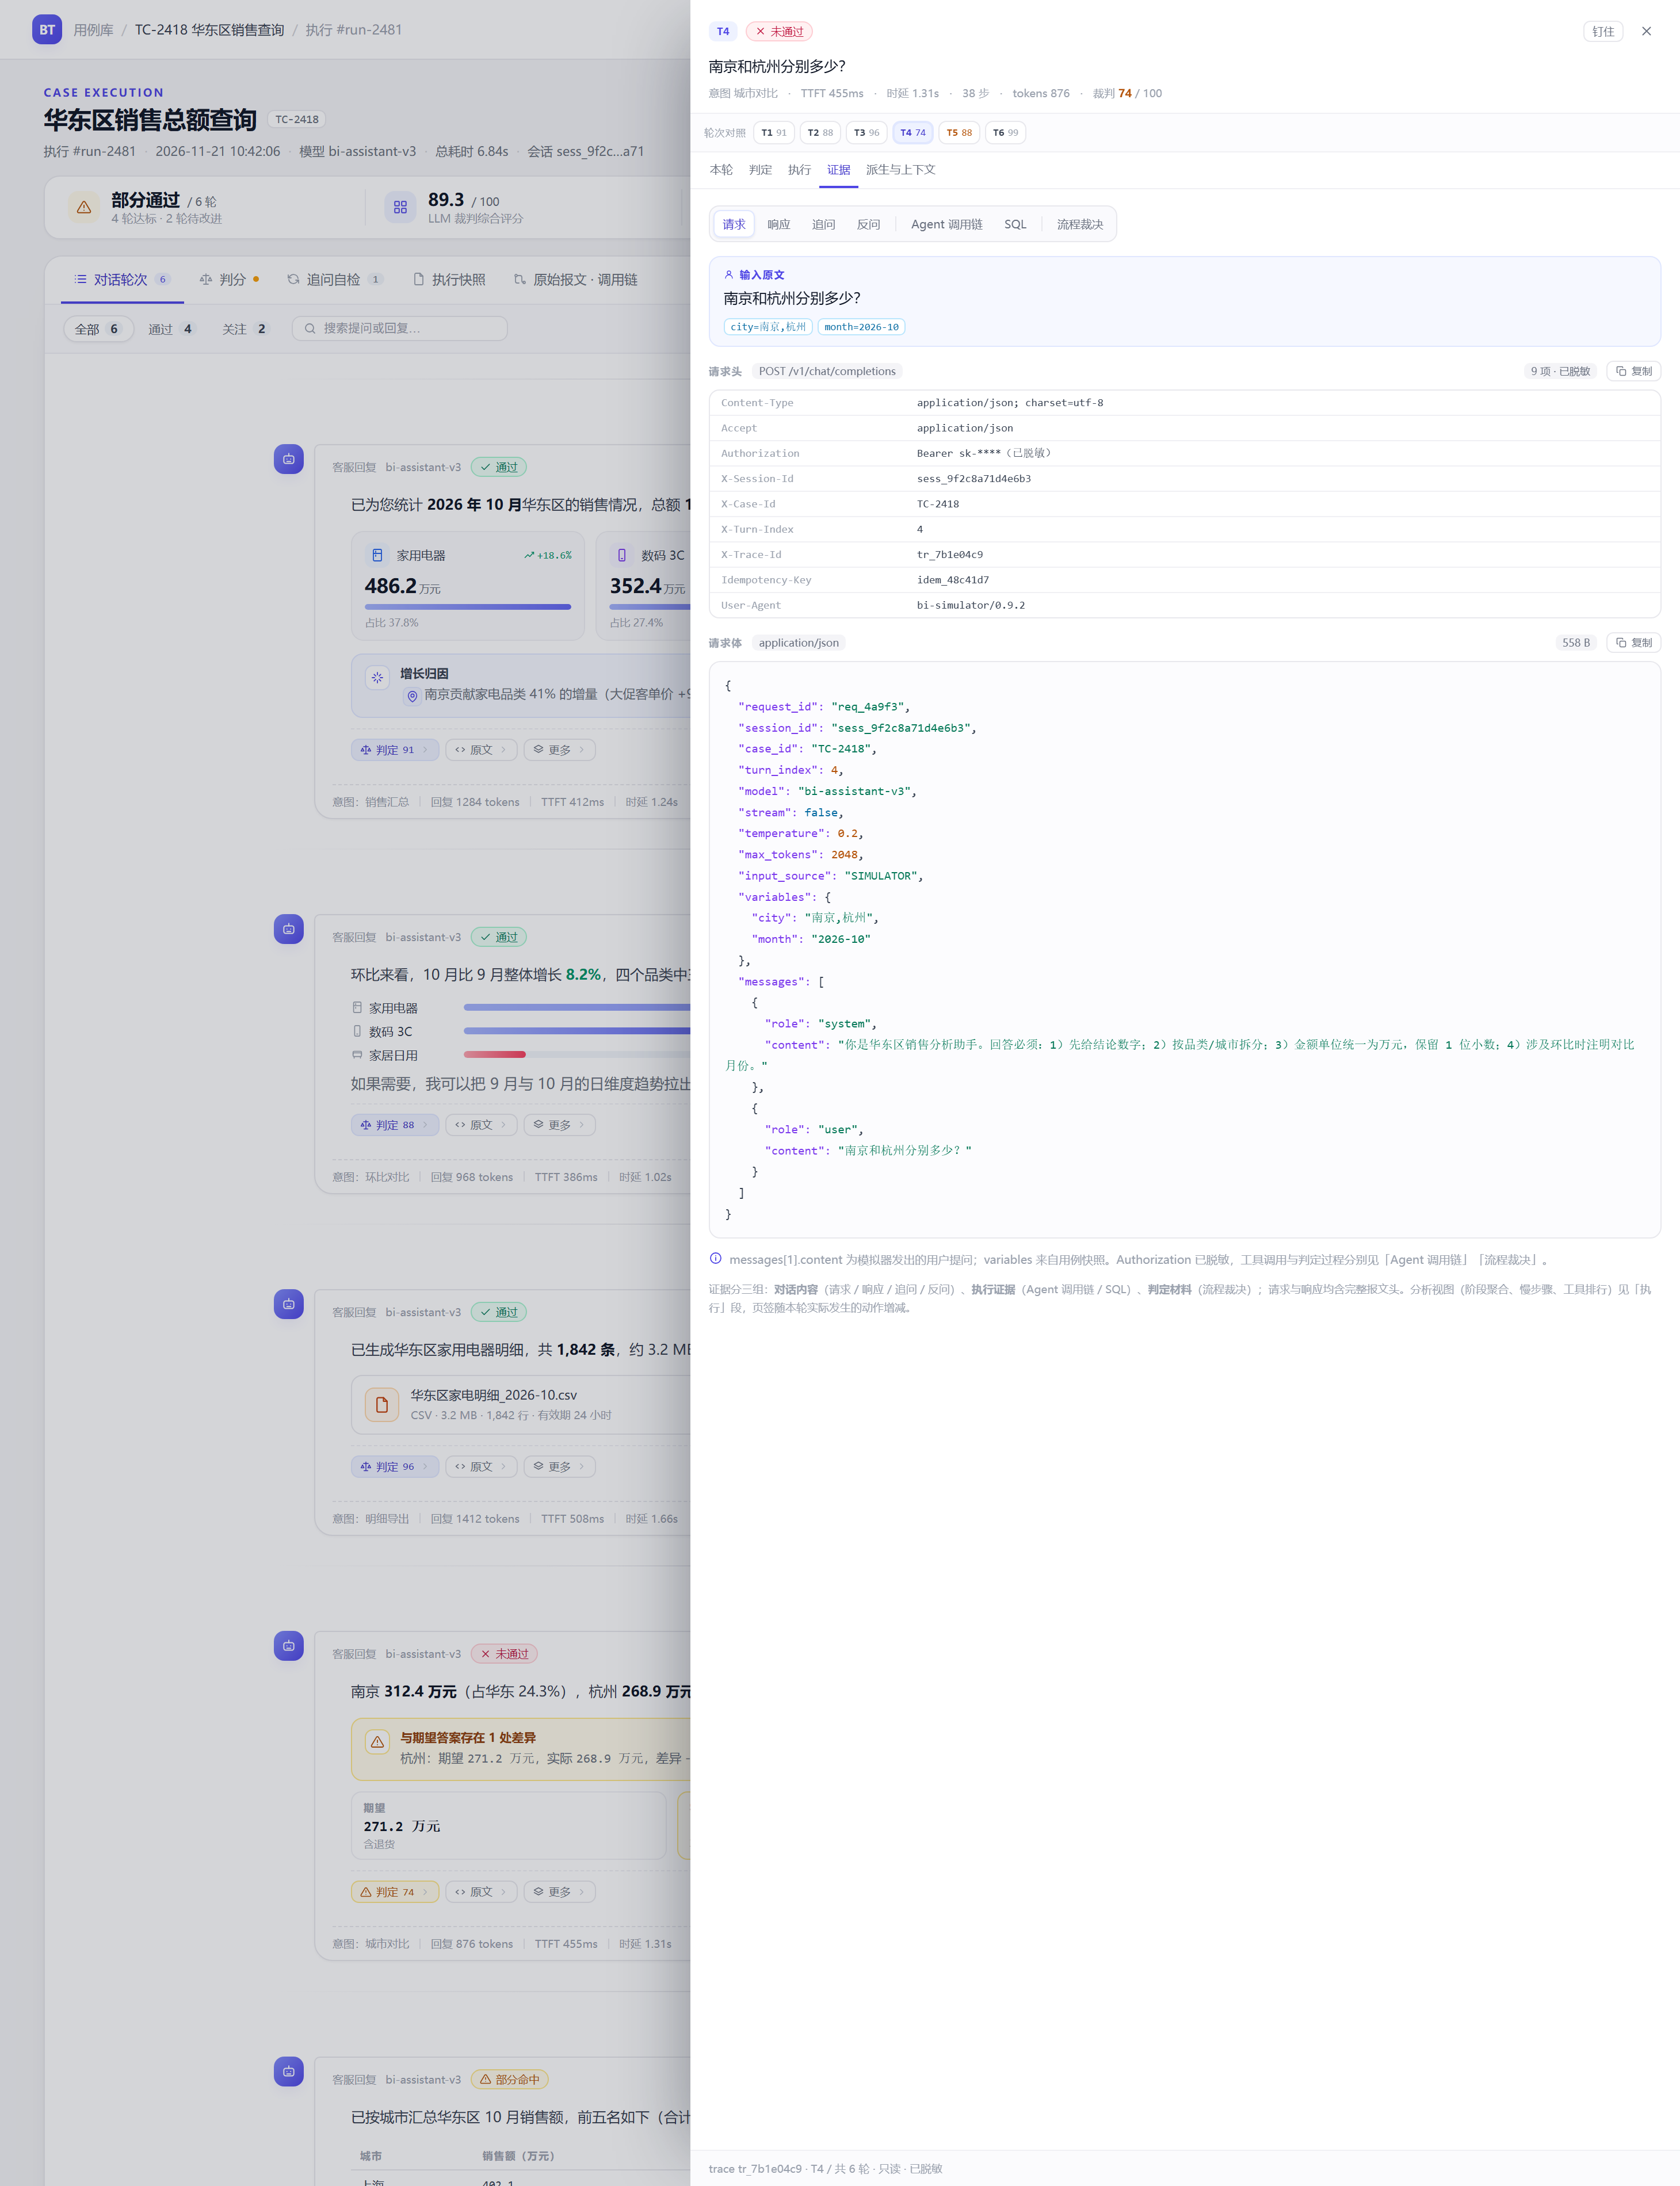 BT 用例库 / TC-2418 华东区销售查询 / 执行 #run-2481
CASE EXECUTION
华东区销售总额查询 TC-2418
执行 #run-2481 · 2026-11-21 10:42:06 · 模型 bi-assistant-v3 · 总耗时 6.84s · 会话 sess_9f2c…a71
部分通过 / 6 轮
4 轮达标 · 2 轮待改进
89.3 / 100
LLM 裁判综合评分
对话轮次 6 判分 追问自检 1 执行快照 原始报文 · 调用链
全部 6 通过 4 关注 2 搜索提问或回复…
客服回复 bi-assistant-v3 通过
已为您统计 2026 年 10 月华东区的销售情况，总额 1
家用电器 +18.6%
486.2 万元
占比 37.8%
数码 3C
352.4 万元
占比 27.4%
增长归因
南京贡献家电品类 41% 的增量（大促客单价 +9
判定 91 原文 更多
意图：销售汇总 回复 1284 tokens TTFT 412ms 时延 1.24s
客服回复 bi-assistant-v3 通过
环比来看，10 月比 9 月整体增长 8.2%，四个品类中
家用电器
数码 3C
家居日用
如果需要，我可以把 9 月与 10 月的日维度趋势拉出
判定 88 原文 更多
意图：环比对比 回复 968 tokens TTFT 386ms 时延 1.02s
客服回复 bi-assistant-v3 通过
已生成华东区家用电器明细，共 1,842 条，约 3.2 MB
华东区家电明细_2026-10.csv
CSV · 3.2 MB · 1,842 行 · 有效期 24 小时
判定 96 原文 更多
意图：明细导出 回复 1412 tokens TTFT 508ms 时延 1.66s
客服回复 bi-assistant-v3 未通过
南京 312.4 万元（占华东 24.3%），杭州 268.9 万元
与期望答案存在 1 处差异
杭州：期望 271.2 万元，实际 268.9 万元，差异 -
期望
271.2 万元
含退货
判定 74 原文 更多
意图：城市对比 回复 876 tokens TTFT 455ms 时延 1.31s
客服回复 bi-assistant-v3 部分命中
已按城市汇总华东区 10 月销售额，前五名如下（合计
城市 销售额（万元）
T4 未通过 钉住
南京和杭州分别多少？
意图 城市对比 · TTFT 455ms · 时延 1.31s · 38 步 · tokens 876 · 裁判 74 / 100
轮次对照 T1 91 T2 88 T3 96 T4 74 T5 88 T6 99
本轮 判定 执行 证据 派生与上下文
请求 响应 追问 反问 Agent 调用链 SQL 流程裁决
输入原文
南京和杭州分别多少？
city=南京,杭州 month=2026-10
请求头 POST /v1/chat/completions 9 项 · 已脱敏 复制
Content-Type application/json; charset=utf-8
Accept application/json
Authorization Bearer sk-****（已脱敏）
X-Session-Id sess_9f2c8a71d4e6b3
X-Case-Id TC-2418
X-Turn-Index 4
X-Trace-Id tr_7b1e04c9
Idempotency-Key idem_48c41d7
User-Agent bi-simulator/0.9.2
请求体 application/json 558 B 复制
{
"request_id": "req_4a9f3",
"session_id": "sess_9f2c8a71d4e6b3",
"case_id": "TC-2418",
"turn_index": 4,
"model": "bi-assistant-v3",
"stream": false,
"temperature": 0.2,
"max_tokens": 2048,
"input_source": "SIMULATOR",
"variables": {
"city": "南京,杭州",
"month": "2026-10"
},
"messages": [
{
"role": "system",
"content": "你是华东区销售分析助手。回答必须：1）先给结论数字；2）按品类/城市拆分；3）金额单位统一为万元，保留 1 位小数；4）涉及环比时注明对比
月份。"
},
{
"role": "user",
"content": "南京和杭州分别多少？"
}
]
}
messages[1].content 为模拟器发出的用户提问；variables 来自用例快照。Authorization 已脱敏，工具调用与判定过程分别见「Agent 调用链」「流程裁决」。
证据分三组：对话内容（请求 / 响应 / 追问 / 反问）、执行证据（Agent 调用链 / SQL）、判定材料（流程裁决）；请求与响应均含完整报文头。分析视图（阶段聚合、慢步骤、工具排行）见「执
行」段，页签随本轮实际发生的动作增减。
trace tr_7b1e04c9 · T4 / 共 6 轮 · 只读 · 已脱敏